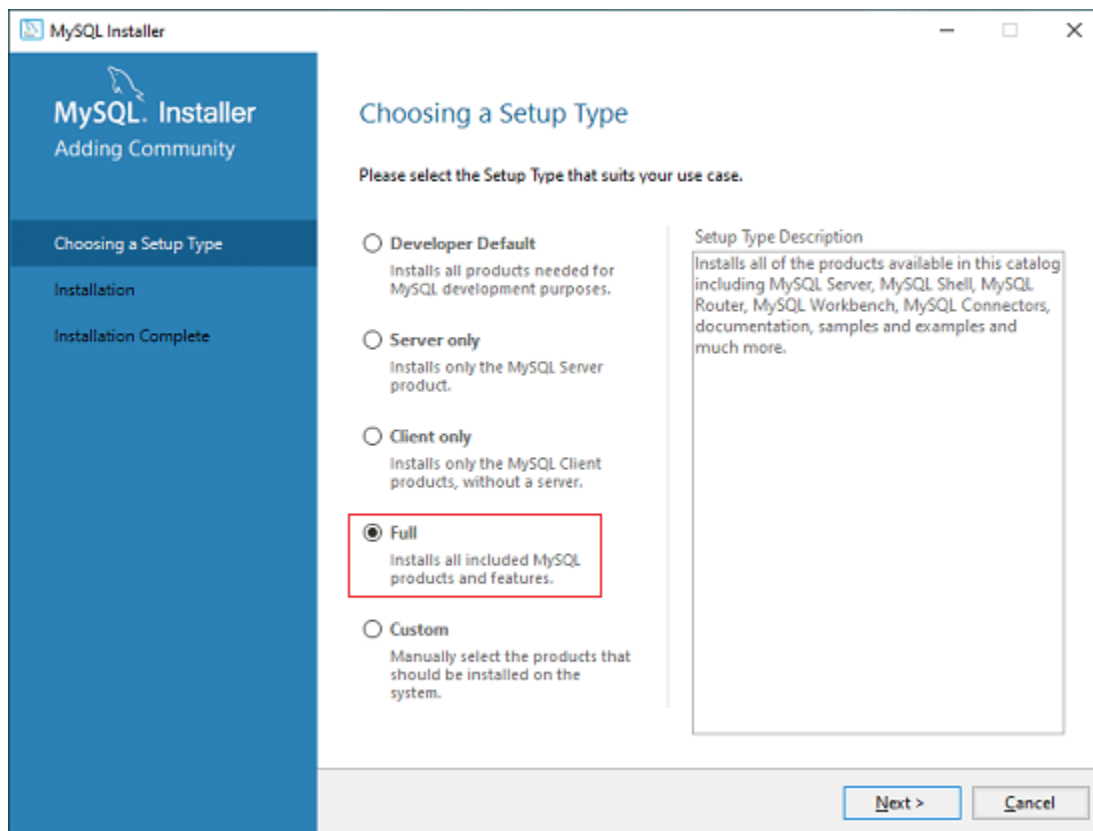 MySQL Installer
MySQL. Installer
Adding Community
Choosing a Setup Type
Installation
Installation Complete
Choosing a Setup Type
Please select the Setup Type that suits your use case.
Developer Default
Installs all products needed for
MySQL development purposes.
Server only
Installs only the MySQL Server
product.
Client only
Installs only the MySQL Client
products, without a server.
Full
Installs all included MySQL
products and features.
Custom
Manually select the products that
should be installed on the
system.
Setup Type Description
Installs all of the products available in this catalog
including MySQL Server, MySQL Shell, MySQL
Router, MySQL Workbench, MySQL Connectors,
documentation, samples and examples and
much more.
Next >
Cancel